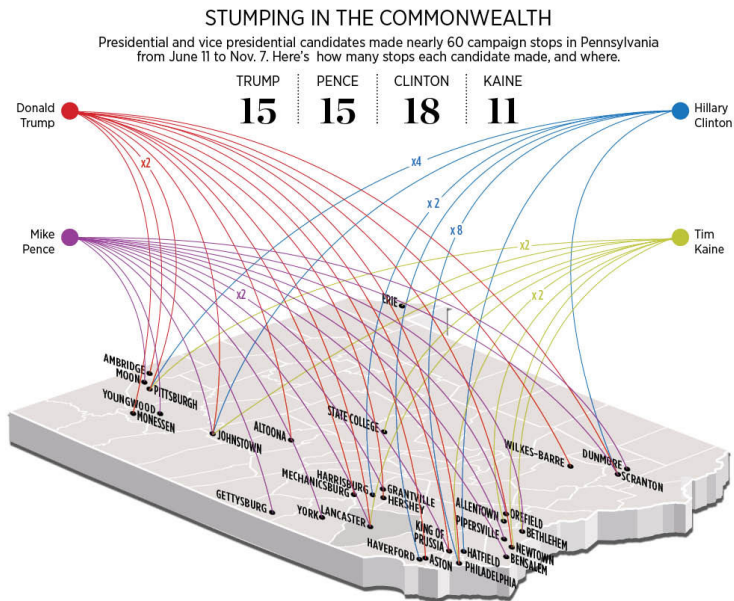 STUMPING IN THE COMMONWEALTH
Presidential and vice presidential candidates made nearly 60 campaign stops in Pennsylvania
from June 11 to Nov. 7. Here's how many stops each candidate made, and where.
TRUMP
15
PENCE
15
CLINTON
18
KAINE
11
Donald
Trump
Hillary
Clinton
x2
x4
x 2
x 8
Mike
Pence
Tim
Kaine
x2
x2
x 2
ERIE
AMBRIDGE
MOON
PITTSBURGH
YOUNGWOOD
MONESSEN
JOHNSTOWN
ALTOONA
STATE COLLEGE
WILKES-BARRE
DUNMORE
SCRANTON
HARRISBURG
MECHANICSBURG
GRANTVILLE
HERSHEY
GETTYSBURG
YORK
LANCASTER
ALLENTOWN
OREFIELD
PIPERSVILLE
BETHLEHEM
KING OF
PRUSSIA
NEWTOWN
HATFIELD
BENSALEM
HAVERFORD
ASTON
PHILADELPHIA